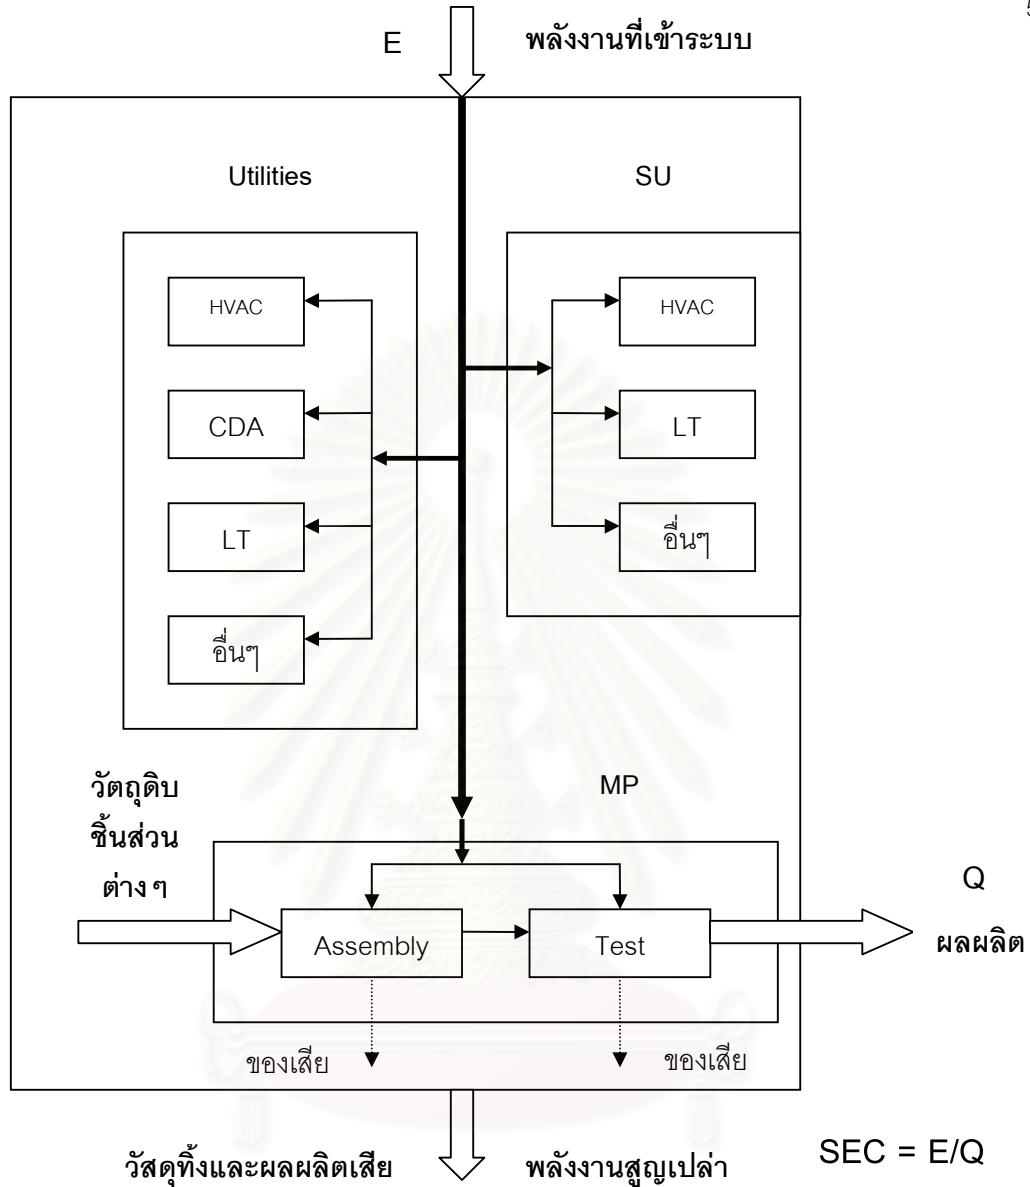 5
E
พลังงานที่เข้าระบบ
Utilities
SU
HVAC
HVAC
CDA
LT
LT
อื่นๆ
อื่นๆ
วัตถุดิบ
ชิ้นส่วน
ต่าง ๆ
MP
Assembly
Test
Q
ผลผลิต
ของเสีย
ของเสีย
วัสดุทิ้งและผลผลิตเสีย
พลังงานสูญเปล่า
SEC = E/Q